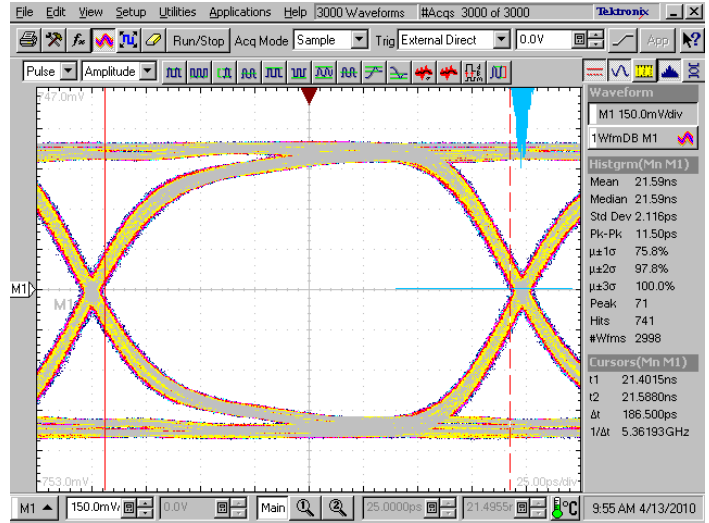 File Edit View Setup Utilities Applications Help 3000 Waveforms #Acqs 3000 of 3000 Tektronix
Run/Stop Acq Mode Sample Trig External Direct 0.0V App
Pulse Amplitude
747.0mV
M1
M1
753.0mV
25.00ps/div
Waveform
M1 150.0mV/div
1 WfmDB M1
Histgrm(Mn M1)
Mean 21.59ns
Median 21.59ns
Std Dev 2.116ps
Pk-Pk 11.50ps
µ±1σ 75.8%
µ±2σ 97.8%
µ±3σ 100.0%
Peak 71
Hits 741
#Wfms 2998
Cursors(Mn M1)
t1 21.4015ns
t2 21.5880ns
Δt 186.500ps
1/Δt 5.36193GHz
M1 150.0mV/ 0.0V Main 1 2 25.0000ps 21.4955r °C 9:55 AM 4/13/2010